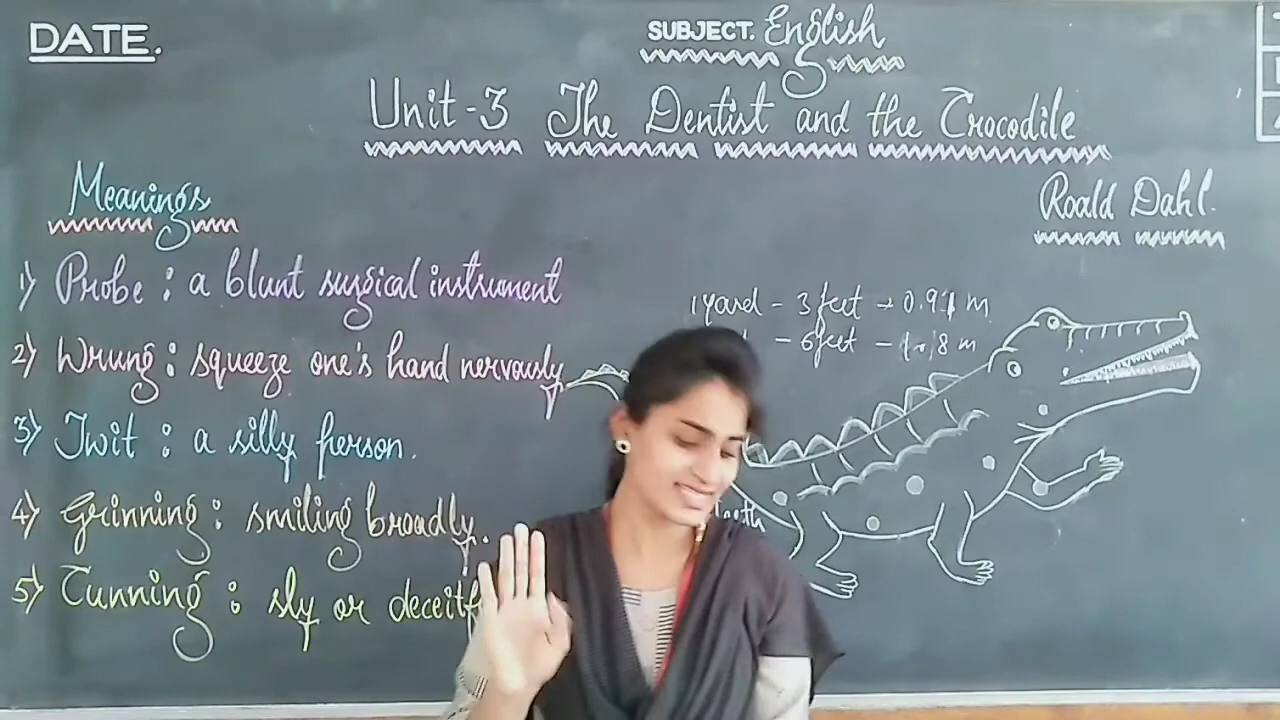 DATE.
SUBJECT. English
Unit-3 The Dentist and the Crocodile
Roald Dahl.
Meanings
1) Probe : a blunt surgical instrument
2) Wrung : squeeze one's hand nervously
3) Twit : a silly person.
4) Grinning : smiling broadly.
5) Cunning : sly or
1 yard - 3 feet → 0.91 m
- 6 feet - 1.8 m